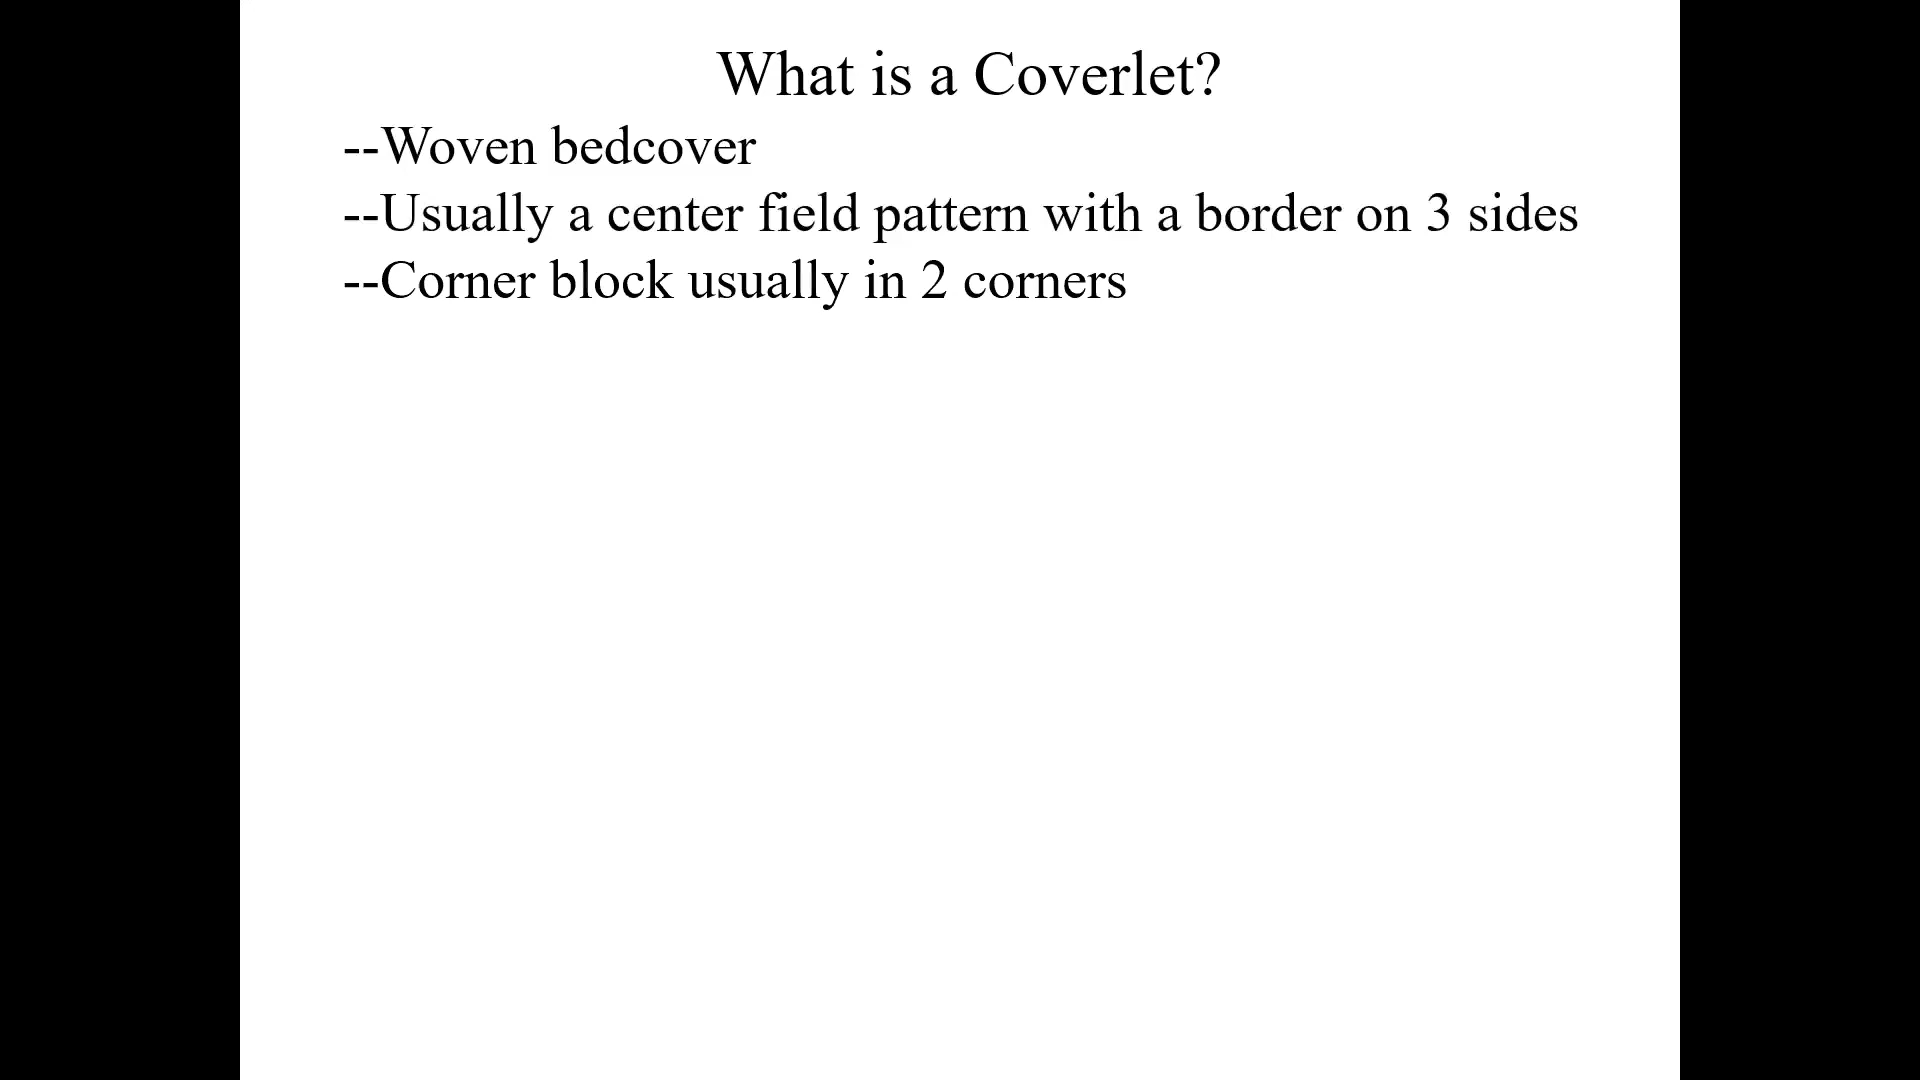 What is a Coverlet?
--Woven bedcover
--Usually a center field pattern with a border on 3 sides
--Corner block usually in 2 corners